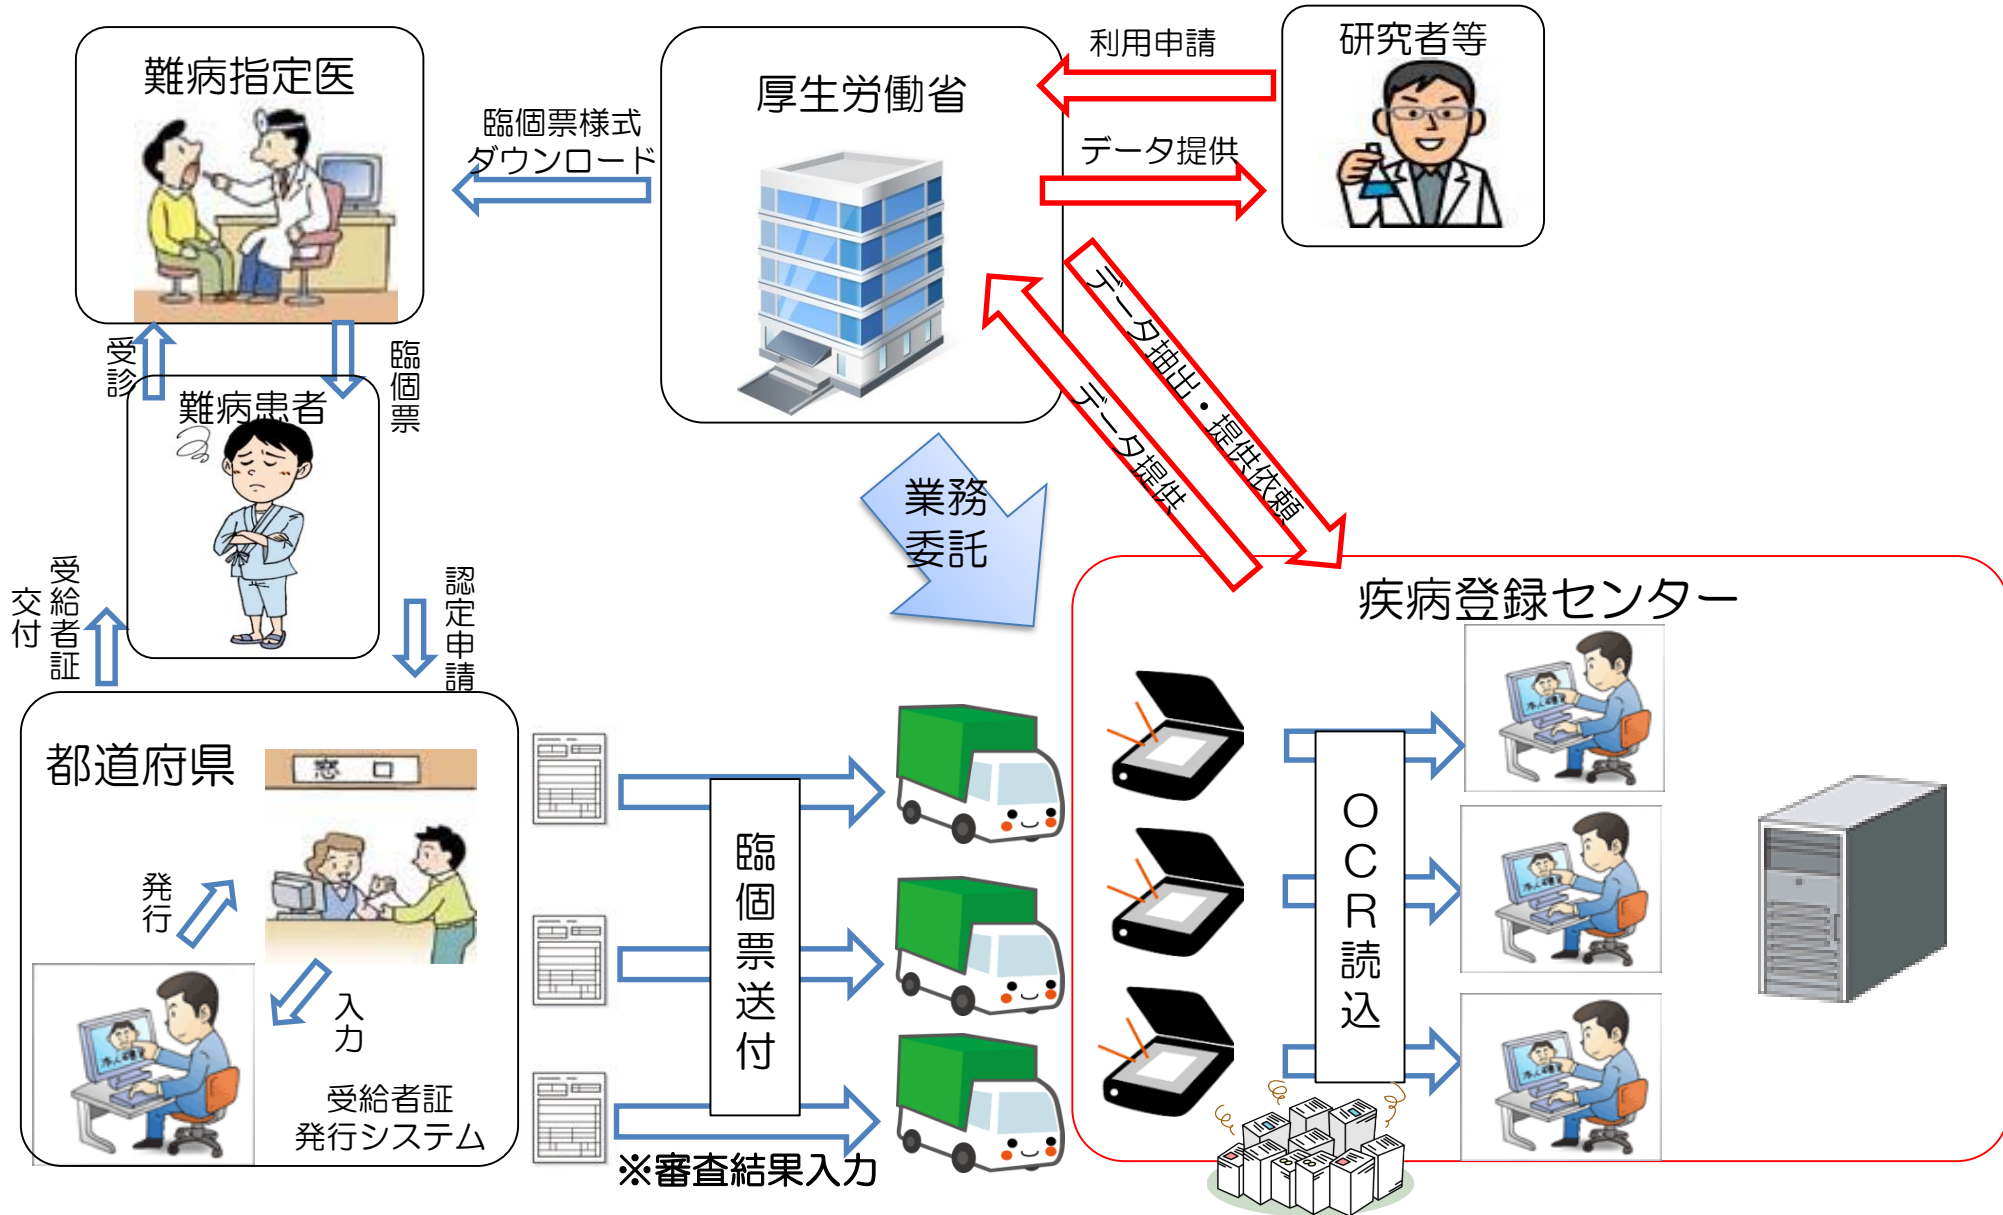 難病指定医
臨個票様式
ダウンロード
厚生労働省
利用申請
データ提供
研究者等
受診
臨個票
難病患者
データ抽出・提供依頼
データ提供
業務
委託
受給者証
交付
認定申請
疾病登録センター
都道府県
窓口
発行
入力
受給者証
発行システム
臨個票送付
※審査結果入力
OCR読込